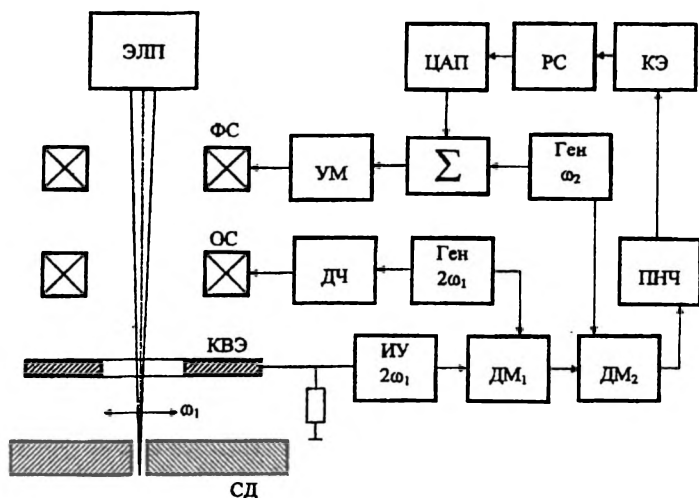 ЭЛП
ЦАП
РС
КЭ
ФС
УМ
Σ
Ген
ω₂
ОС
ДЧ
Ген
2ω₁
ПНЧ
КВЭ
ИУ
2ω₁
ДМ₁
ДМ₂
ω₁
СД